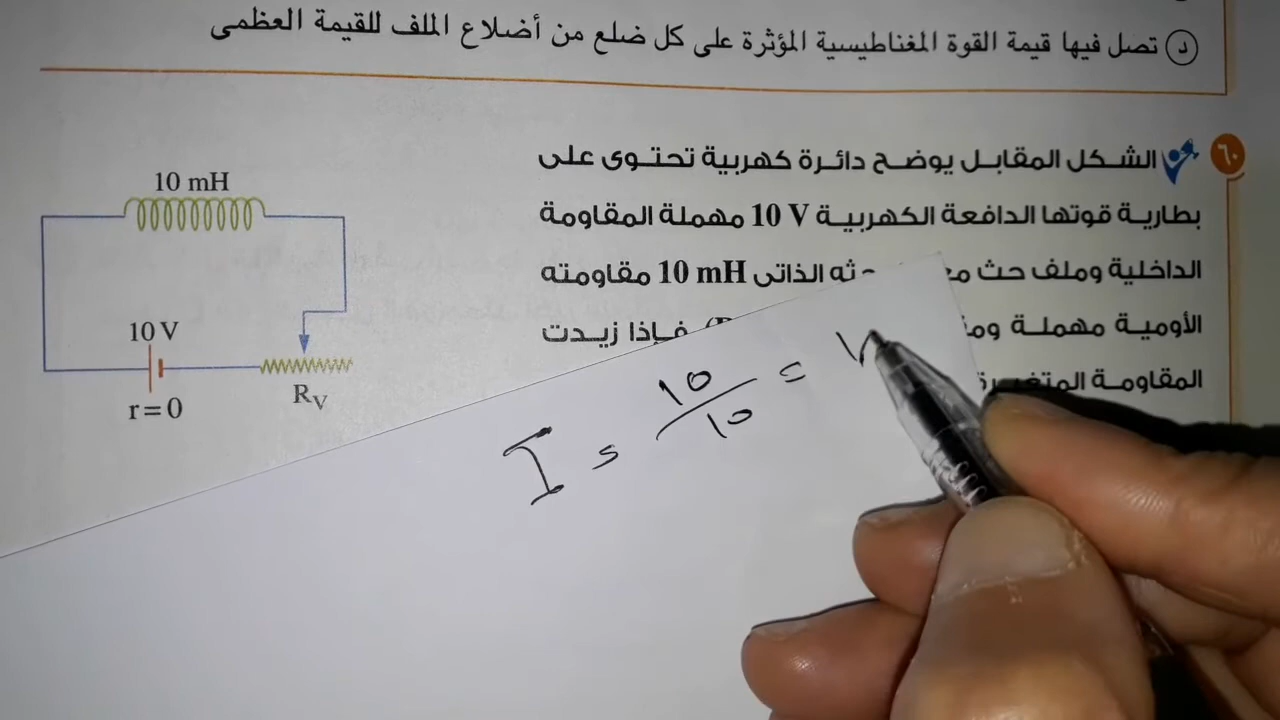 د تصل فيها قيمة القوة المغناطيسية المؤثرة على كل ضلع من أضلاع الملف للقيمة العظمى
٦٠ الشكل المقابل يوضح دائرة كهربية تحتوى على
بطارية قوتها الدافعة الكهربية 10 V مهملة المقاومة
الداخلية وملف حث ثه الذاتى 10 mH مقاومته
الأومية مهملة فإذا زيدت
المقاومة المتغيرة
10 mH
10 V
r = 0
RV
I = 10/10 =